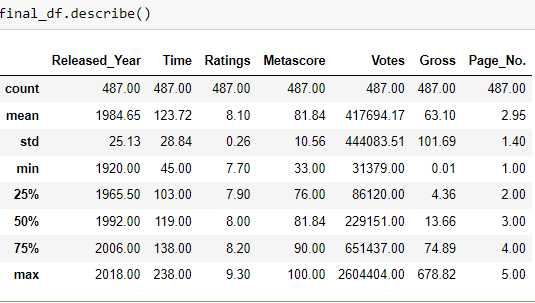 final_df.describe()
Released_Year Time Ratings Metascore Votes Gross Page_No.
count 487.00 487.00 487.00 487.00 487.00 487.00 487.00
mean 1984.65 123.72 8.10 81.84 417694.17 63.10 2.95
std 25.13 28.84 0.26 10.56 444083.51 101.69 1.40
min 1920.00 45.00 7.70 33.00 31379.00 0.01 1.00
25% 1965.50 103.00 7.90 76.00 86120.00 4.36 2.00
50% 1992.00 119.00 8.00 81.84 229151.00 13.66 3.00
75% 2006.00 138.00 8.20 90.00 651437.00 74.89 4.00
max 2018.00 238.00 9.30 100.00 2604404.00 678.82 5.00